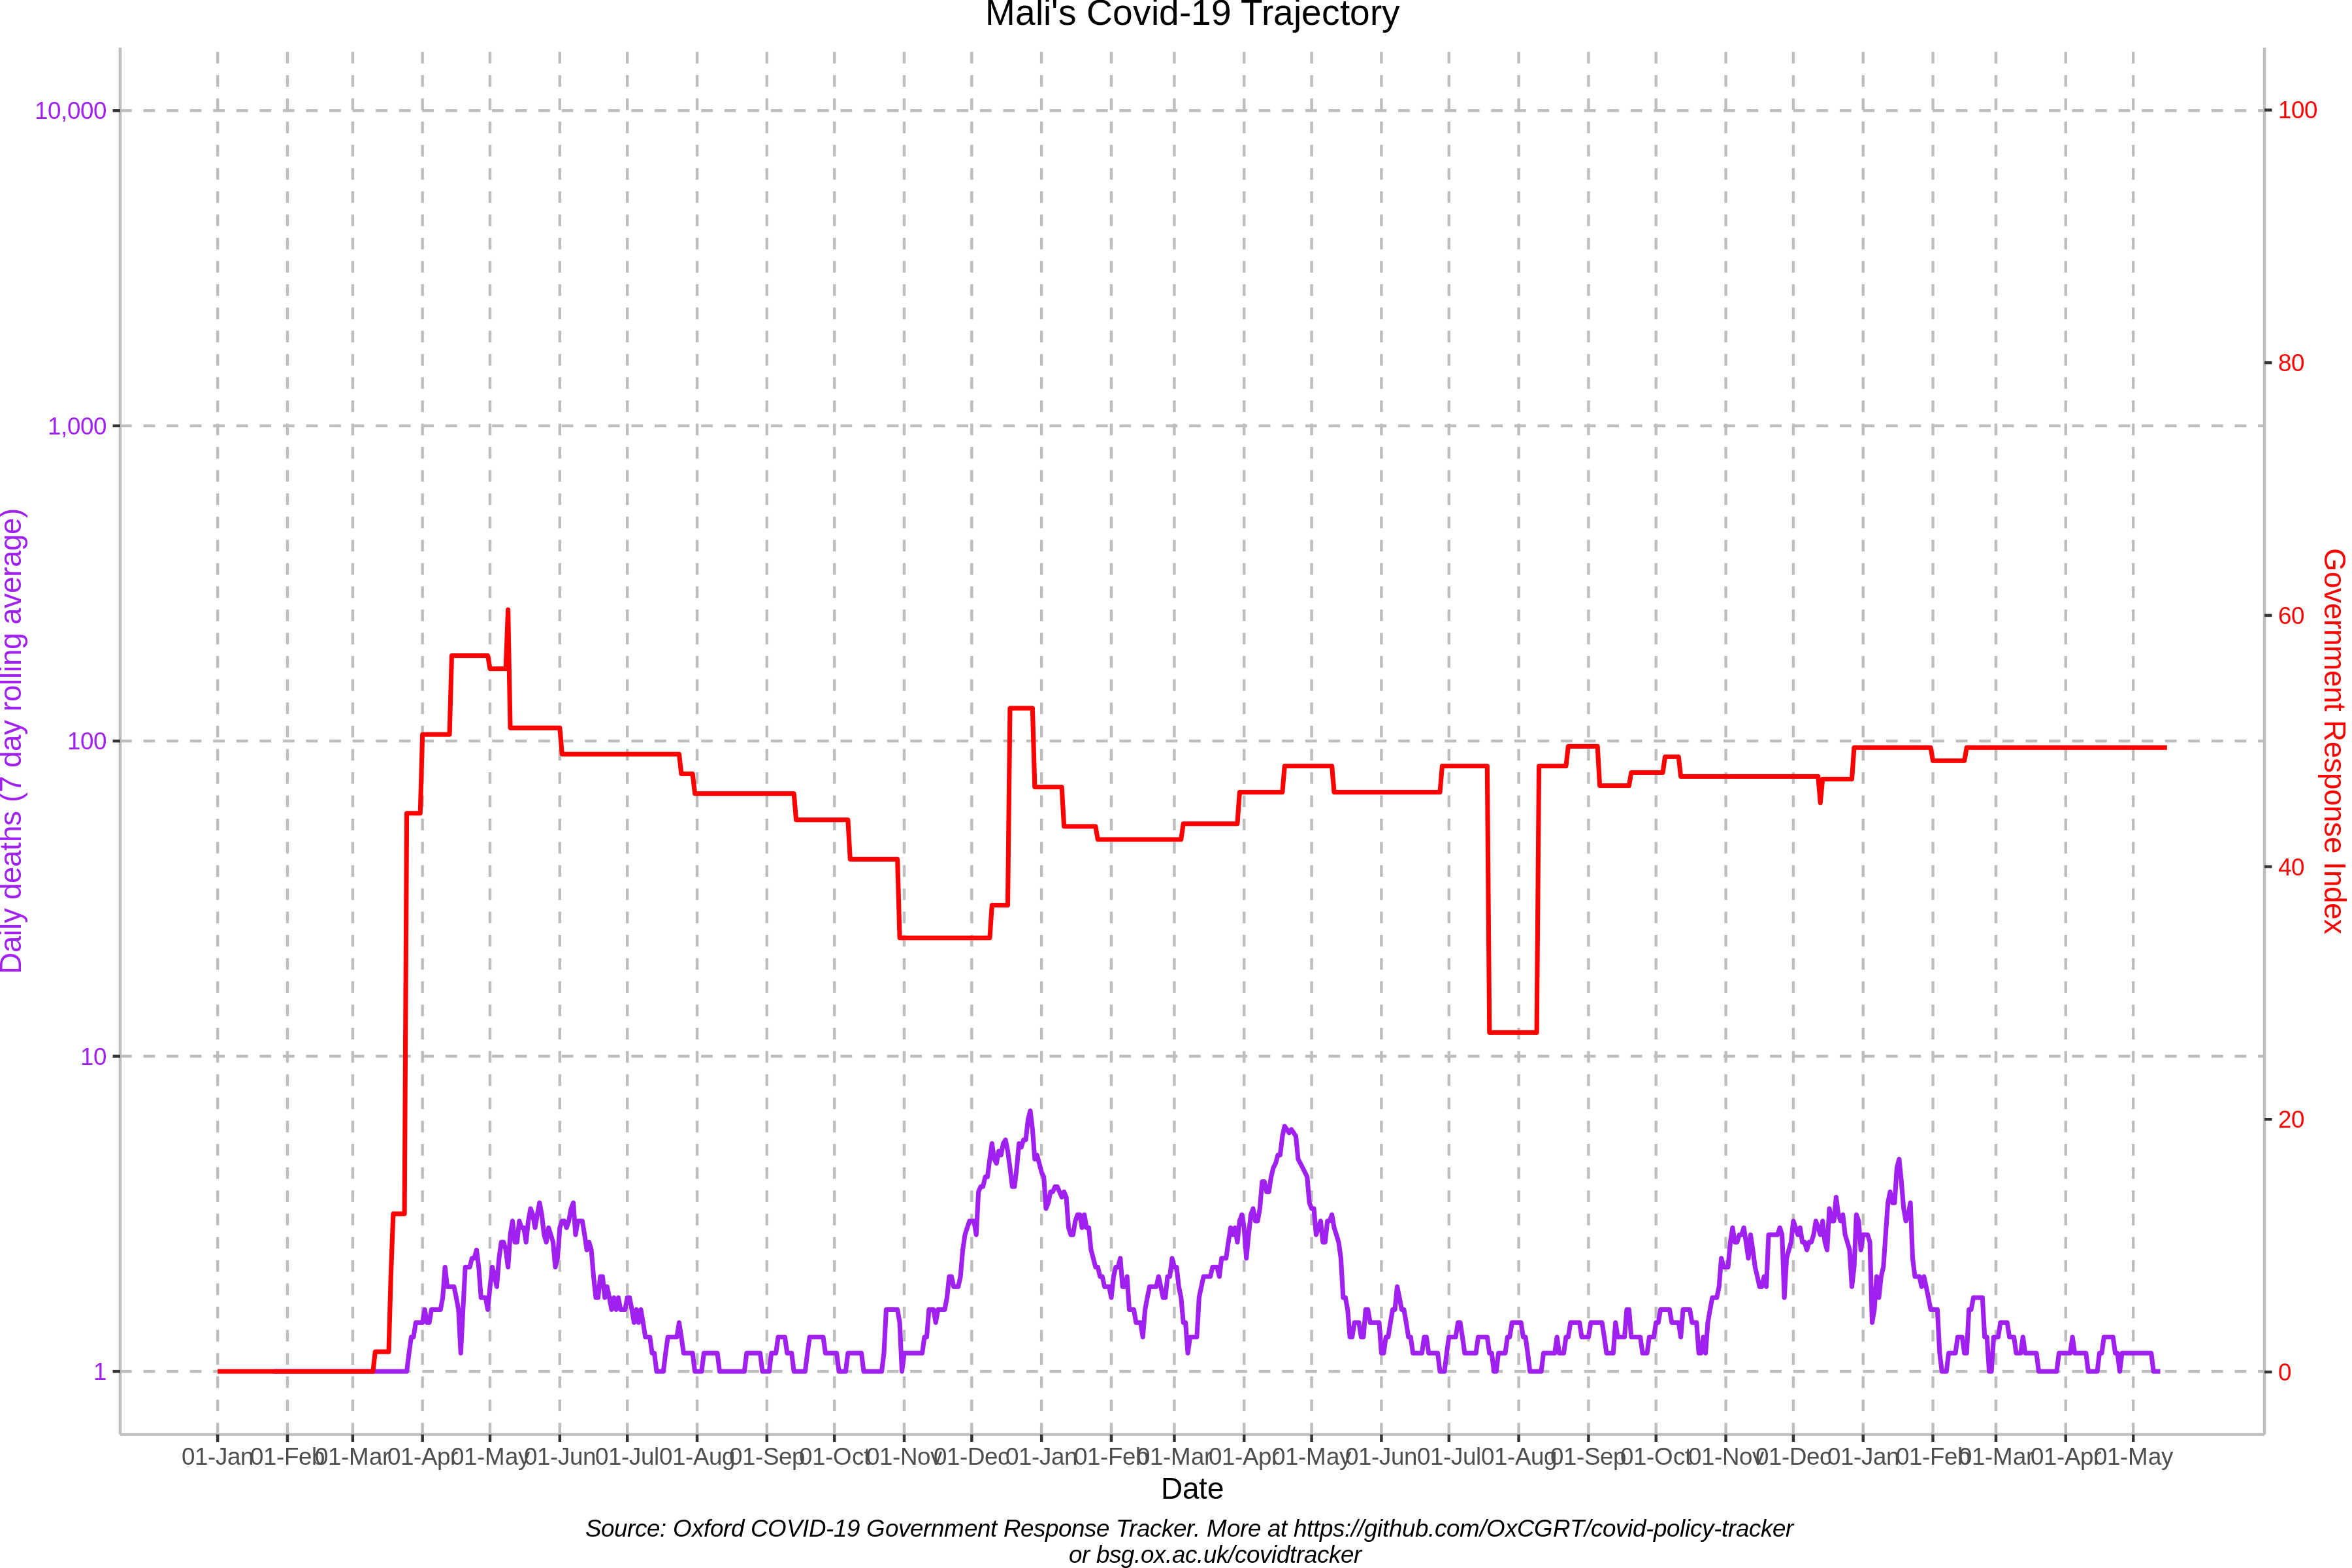 Mali's Covid-19 Trajectory
10,000
1,000
100
10
1
Daily deaths (7 day rolling average)
100
80
60
40
20
0
Government Response Index
01-Jan 01-Feb 01-Mar 01-Apr 01-May 01-Jun 01-Jul 01-Aug 01-Sep 01-Oct 01-Nov 01-Dec 01-Jan 01-Feb 01-Mar 01-Apr 01-May 01-Jun 01-Jul 01-Aug 01-Sep 01-Oct 01-Nov 01-Dec 01-Jan 01-Feb 01-Mar 01-Apr 01-May
Date
Source: Oxford COVID-19 Government Response Tracker. More at https://github.com/OxCGRT/covid-policy-tracker
or bsg.ox.ac.uk/covidtracker